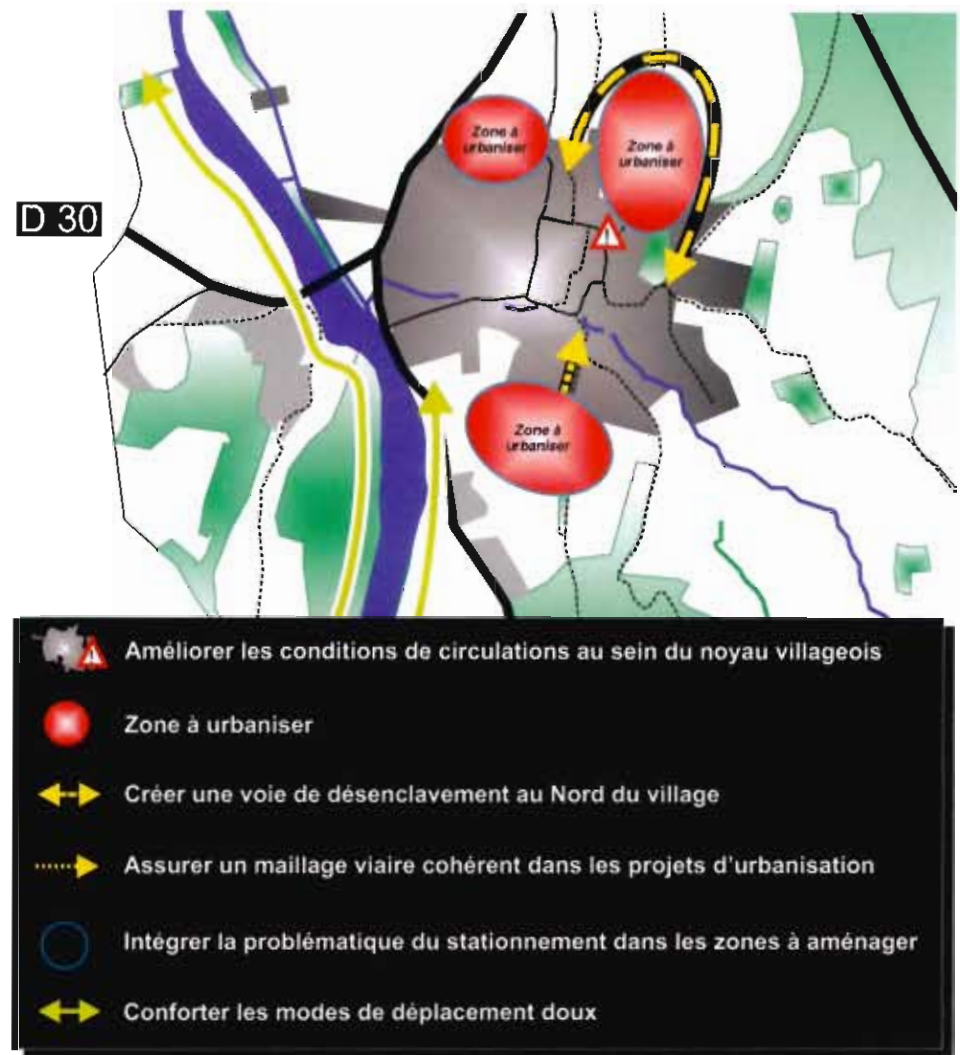 Zone à
urbaniser
Zone à
urbaniser
D 30
Zone à
urbaniser
Améliorer les conditions de circulations au sein du noyau villageois
Zone à urbaniser
Créer une voie de désenclavement au Nord du village
Assurer un maillage viaire cohérent dans les projets d'urbanisation
Intégrer la problématique du stationnement dans les zones à aménager
Conforter les modes de déplacement doux